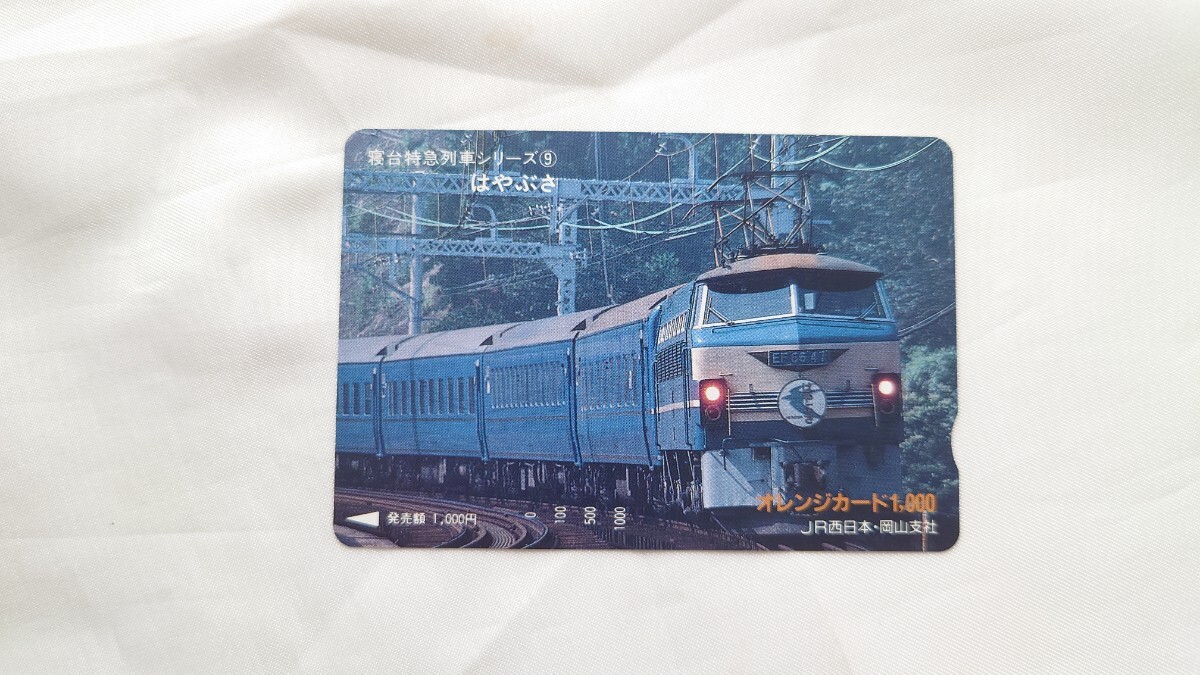 寝台特急列車シリーズ⑨
はやぶさ
EF66 47
オレンジカード1,000
JR西日本・岡山支社
発売額 1,000円
0 100 500 1000